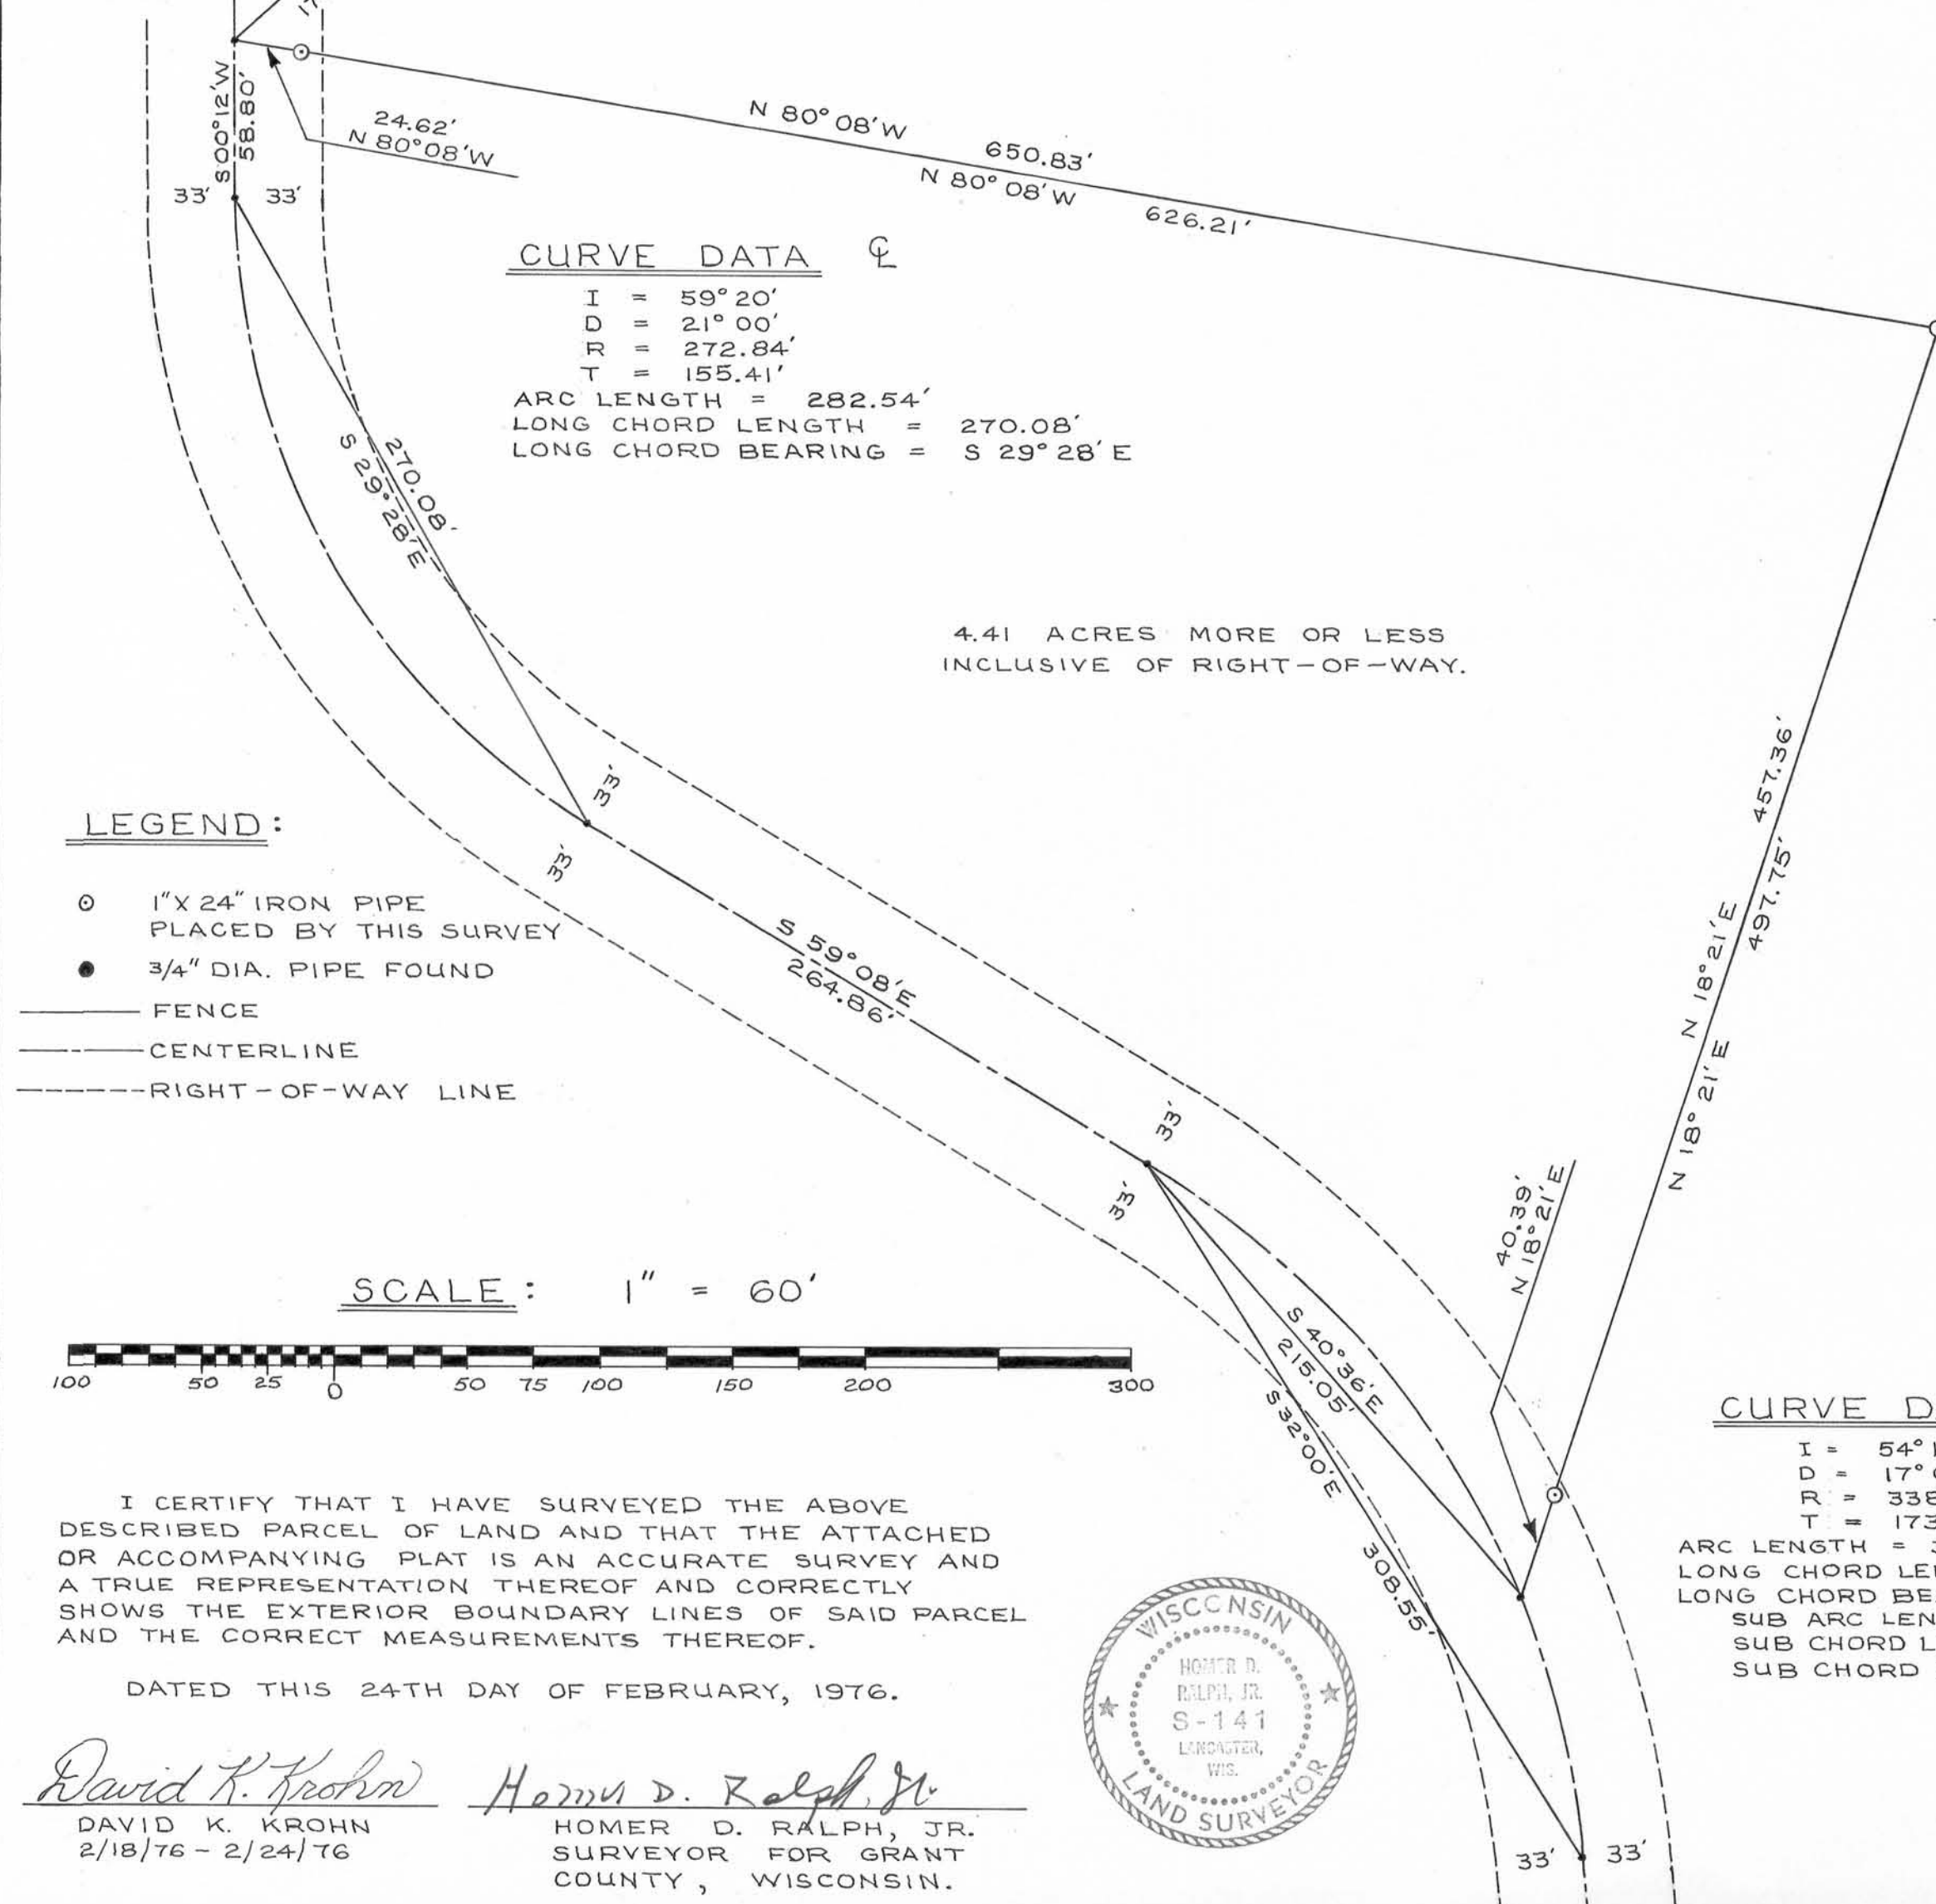 S 00°12'W
58.80'
24.62'
N 80°08'W
N 80°08'W
650.83'
N 80°08'W
626.21'
33' 33'
CURVE DATA ℄
I = 59°20'
D = 21°00'
R = 272.84'
T = 155.41'
ARC LENGTH = 282.54'
LONG CHORD LENGTH = 270.08'
LONG CHORD BEARING = S 29°28'E
270.08'
S 29°28'E
4.41 ACRES MORE OR LESS
INCLUSIVE OF RIGHT-OF-WAY.
457.36'
N 18°21'E
497.75'
N 18°21'E
33'
33'
LEGEND:
1"X 24" IRON PIPE
PLACED BY THIS SURVEY
3/4" DIA. PIPE FOUND
FENCE
CENTERLINE
RIGHT-OF-WAY LINE
S 59°08'E
264.86'
33'
33'
40.39'
N 18°21'E
SCALE: 1" = 60'
100 50 25 0 50 75 100 150 200 300
S 40°36'E
215.05'
S 32°00'E
308.55'
CURVE D
I = 54°
D = 17°
R = 338
T = 173
ARC LENGTH =
LONG CHORD LE
LONG CHORD BE
SUB ARC LEN
SUB CHORD L
SUB CHORD
I CERTIFY THAT I HAVE SURVEYED THE ABOVE
DESCRIBED PARCEL OF LAND AND THAT THE ATTACHED
OR ACCOMPANYING PLAT IS AN ACCURATE SURVEY AND
A TRUE REPRESENTATION THEREOF AND CORRECTLY
SHOWS THE EXTERIOR BOUNDARY LINES OF SAID PARCEL
AND THE CORRECT MEASUREMENTS THEREOF.
DATED THIS 24TH DAY OF FEBRUARY, 1976.
David K. Krohn
DAVID K. KROHN
2/18/76 - 2/24/76
Homer D. Ralph, Jr.
HOMER D. RALPH, JR.
SURVEYOR FOR GRANT
COUNTY, WISCONSIN.
WISCONSIN
HOMER D.
RALPH, JR.
S-141
LANCASTER,
WIS.
LAND SURVEYOR
33' 33'